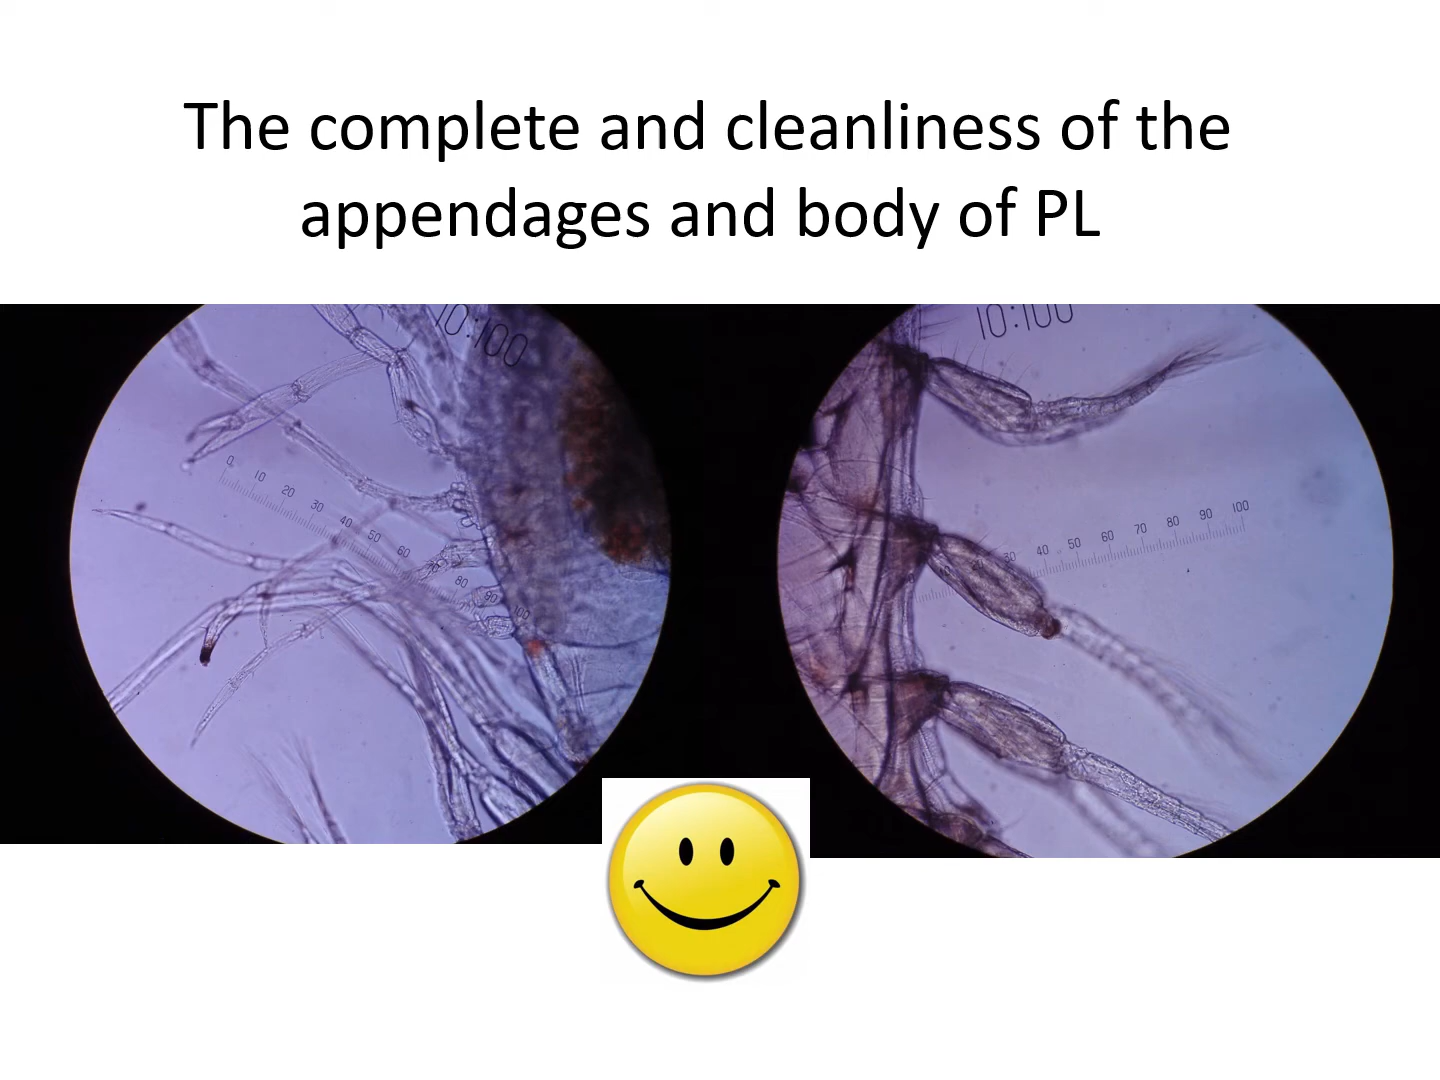 The complete and cleanliness of the
appendages and body of PL
10:100
0 10 20 30 40 50 60 70 80 90 100
10:100
30 40 50 60 70 80 90 100